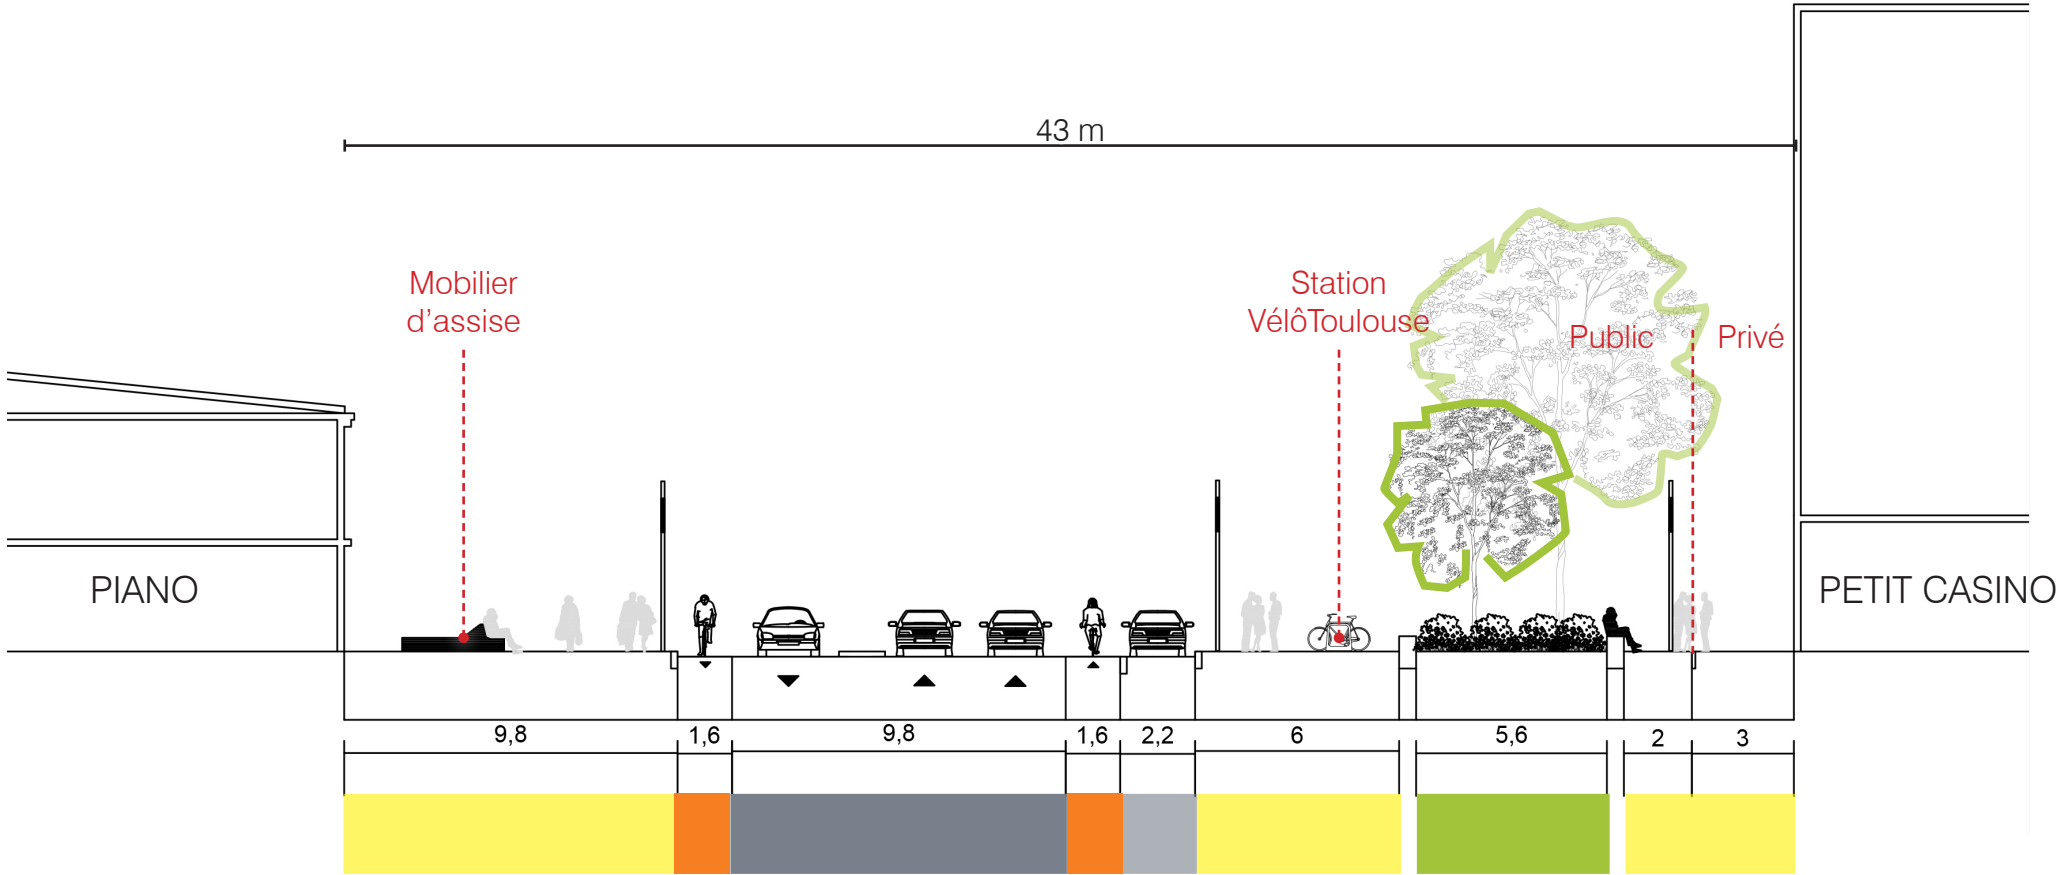 43 m
Mobilier
d'assise
Station
VélôToulouse
Public
Privé
PIANO
PETIT CASINO
9,8
1,6
9,8
1,6
2,2
6
5,6
2
3